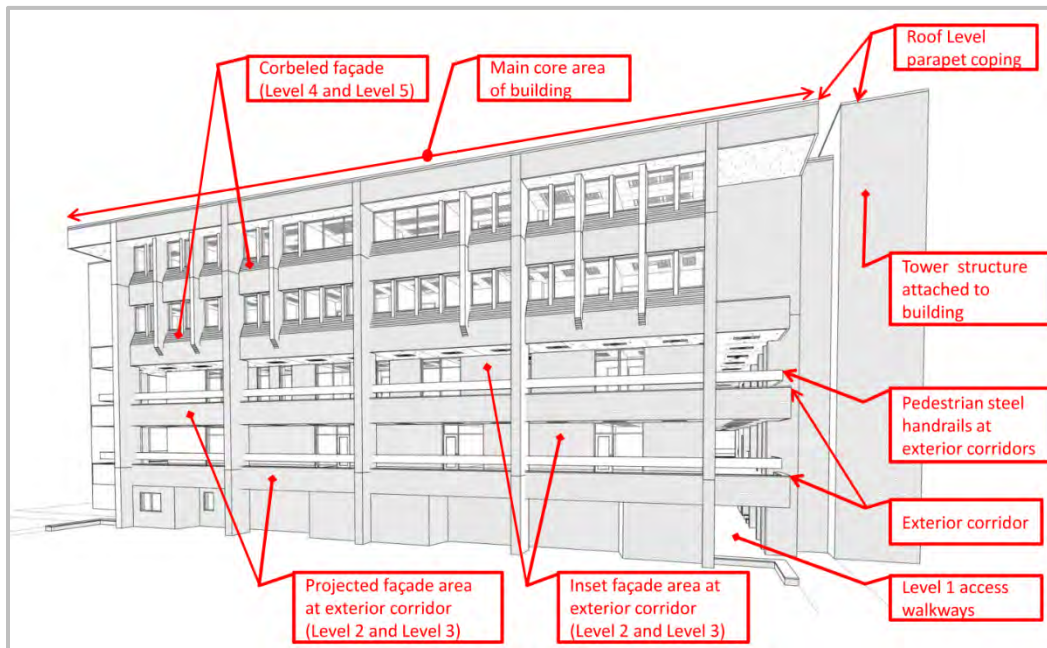 Corbeled façade
(Level 4 and Level 5)
Main core area
of building
Roof Level
parapet coping
Tower structure
attached to
building
Pedestrian steel
handrails at
exterior corridors
Exterior corridor
Level 1 access
walkways
Projected façade area
at exterior corridor
(Level 2 and Level 3)
Inset façade area at
exterior corridor
(Level 2 and Level 3)